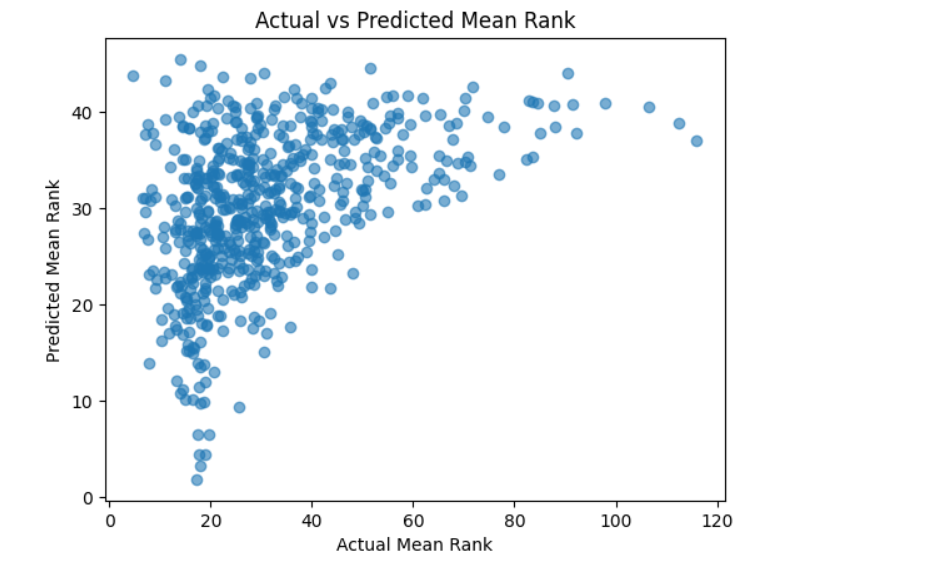 Actual vs Predicted Mean Rank
Predicted Mean Rank
40
30
20
10
0
0 20 40 60 80 100 120
Actual Mean Rank